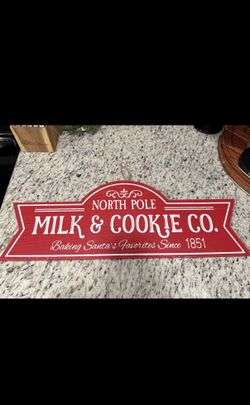 NORTH POLE
MILK & COOKIE CO.
Baking Santa's Favorites Since 1851